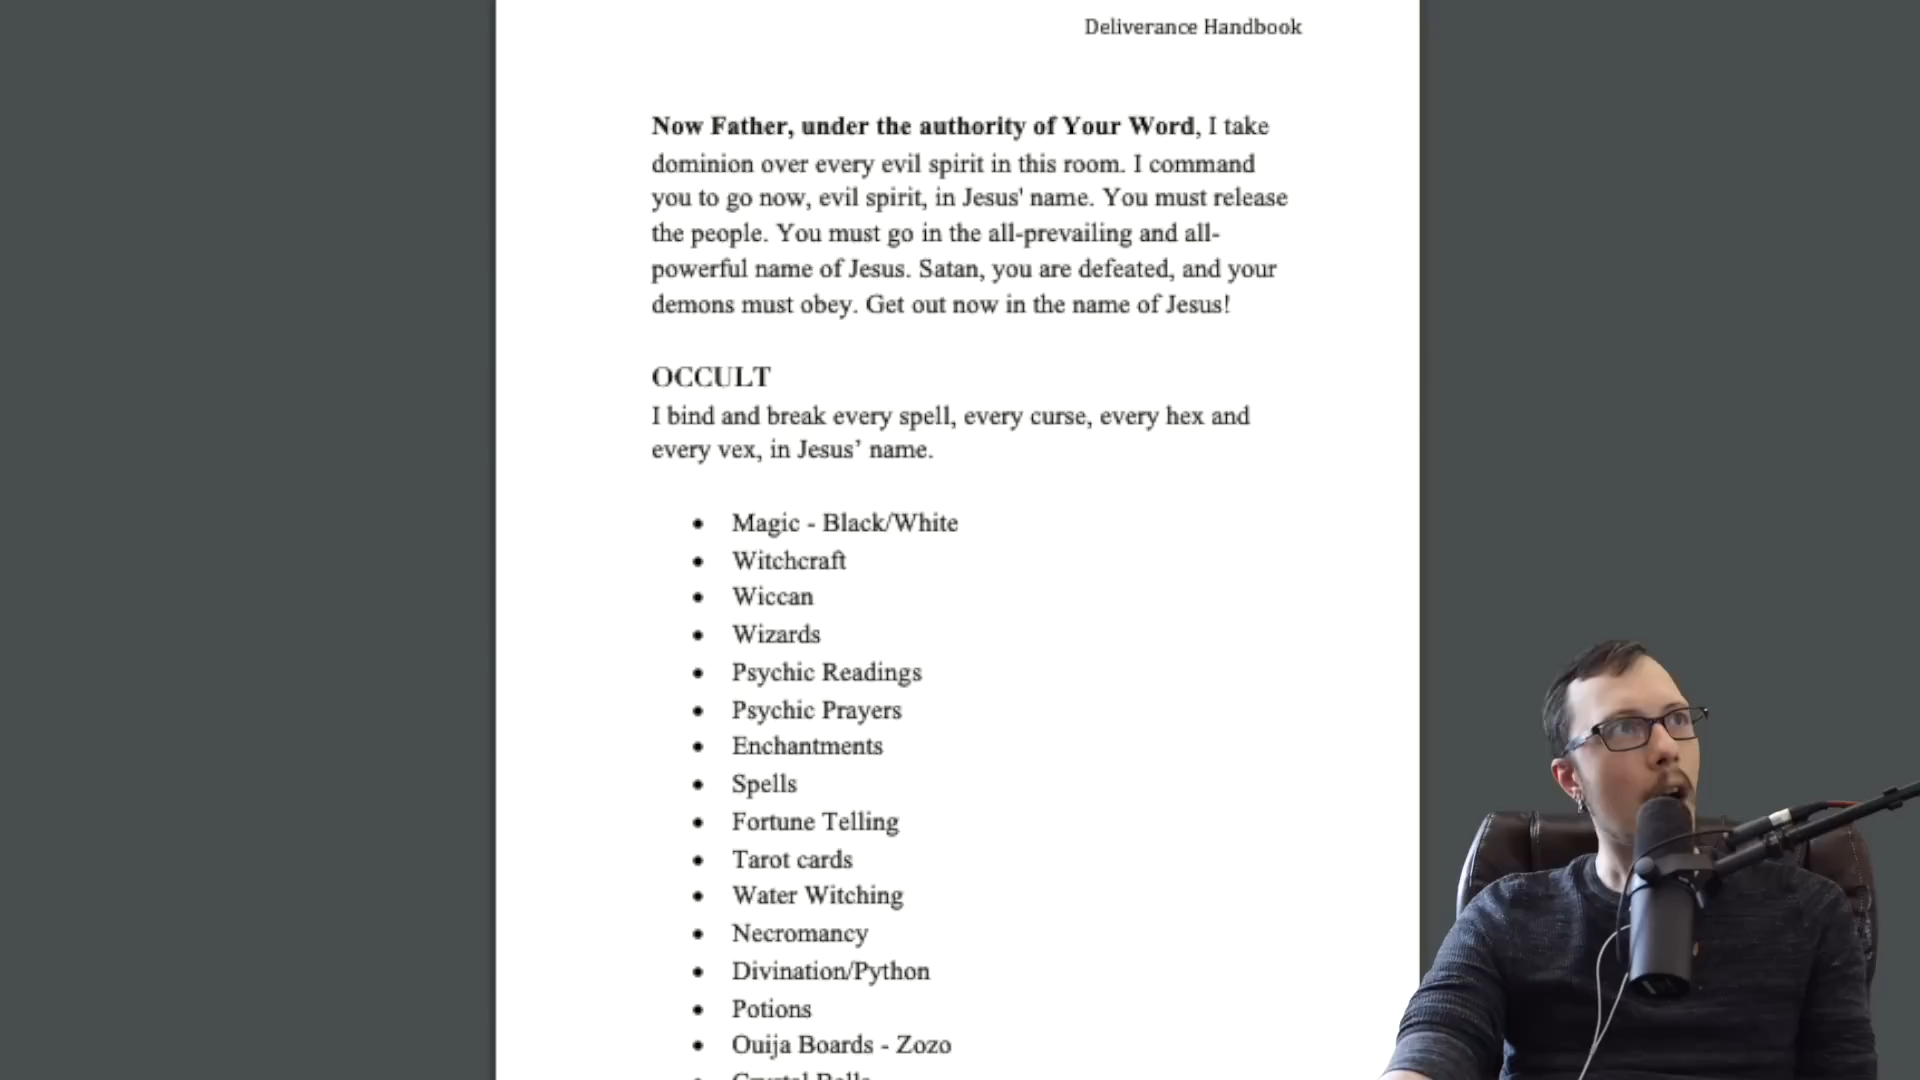 Deliverance Handbook
Now Father, under the authority of Your Word, I take
dominion over every evil spirit in this room. I command
you to go now, evil spirit, in Jesus' name. You must release
the people. You must go in the all-prevailing and all-
powerful name of Jesus. Satan, you are defeated, and your
demons must obey. Get out now in the name of Jesus!
OCCULT
I bind and break every spell, every curse, every hex and
every vex, in Jesus’ name.
• Magic - Black/White
• Witchcraft
• Wiccan
• Wizards
• Psychic Readings
• Psychic Prayers
• Enchantments
• Spells
• Fortune Telling
• Tarot cards
• Water Witching
• Necromancy
• Divination/Python
• Potions
• Ouija Boards - Zozo